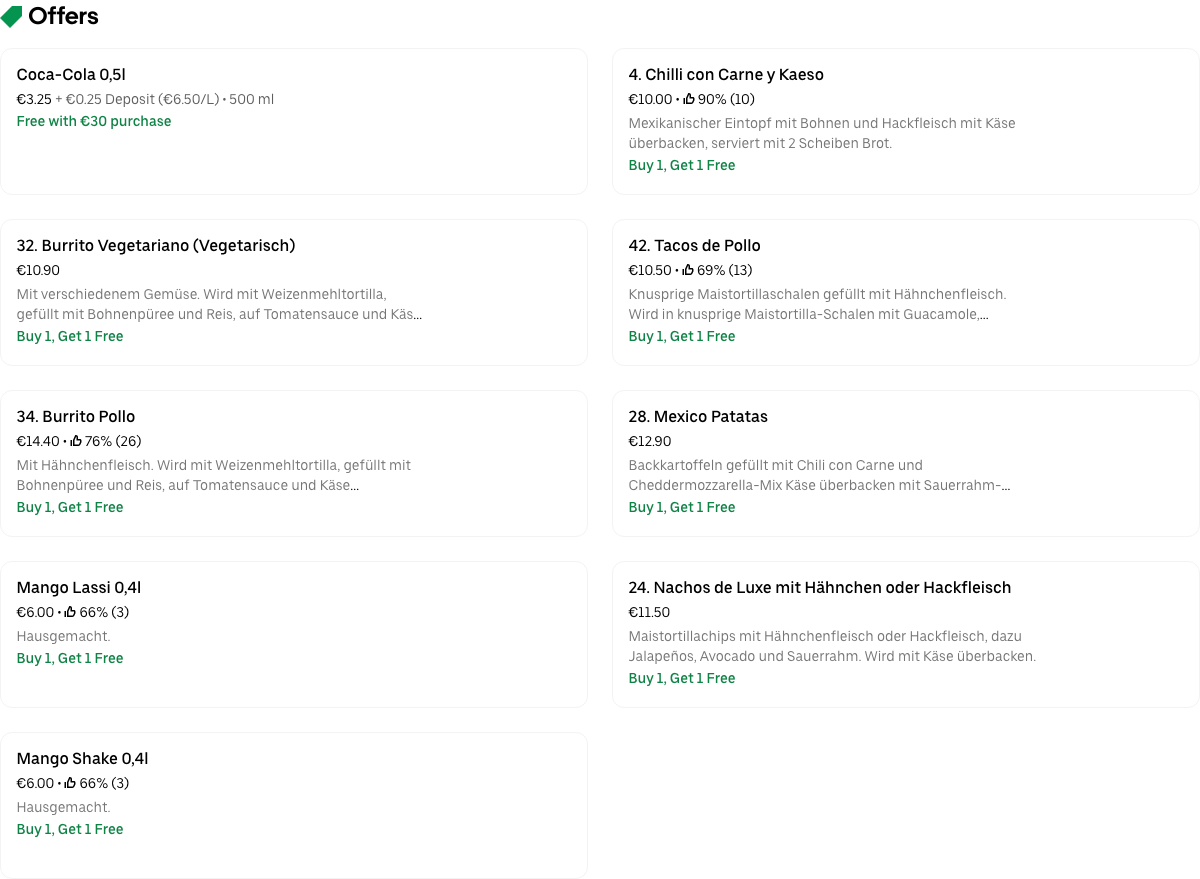 Offers
Coca-Cola 0,5l
€3.25 + €0.25 Deposit (€6.50/L) • 500 ml
Free with €30 purchase
4. Chilli con Carne y Kaeso
€10.00 • 90% (10)
Mexikanischer Eintopf mit Bohnen und Hackfleisch mit Käse
überbacken, serviert mit 2 Scheiben Brot.
Buy 1, Get 1 Free
32. Burrito Vegetariano (Vegetarisch)
€10.90
Mit verschiedenem Gemüse. Wird mit Weizenmehltortilla,
gefüllt mit Bohnenpüree und Reis, auf Tomatensauce und Käs...
Buy 1, Get 1 Free
42. Tacos de Pollo
€10.50 • 69% (13)
Knusprige Maistortillaschalen gefüllt mit Hähnchenfleisch.
Wird in knusprige Maistortilla-Schalen mit Guacamole,...
Buy 1, Get 1 Free
34. Burrito Pollo
€14.40 • 76% (26)
Mit Hähnchenfleisch. Wird mit Weizenmehltortilla, gefüllt mit
Bohnenpüree und Reis, auf Tomatensauce und Käse...
Buy 1, Get 1 Free
28. Mexico Patatas
€12.90
Backkartoffeln gefüllt mit Chili con Carne und
Cheddermozzarella-Mix Käse überbacken mit Sauerrahm-...
Buy 1, Get 1 Free
Mango Lassi 0,4l
€6.00 • 66% (3)
Hausgemacht.
Buy 1, Get 1 Free
24. Nachos de Luxe mit Hähnchen oder Hackfleisch
€11.50
Maistortillachips mit Hähnchenfleisch oder Hackfleisch, dazu
Jalapeños, Avocado und Sauerrahm. Wird mit Käse überbacken.
Buy 1, Get 1 Free
Mango Shake 0,4l
€6.00 • 66% (3)
Hausgemacht.
Buy 1, Get 1 Free